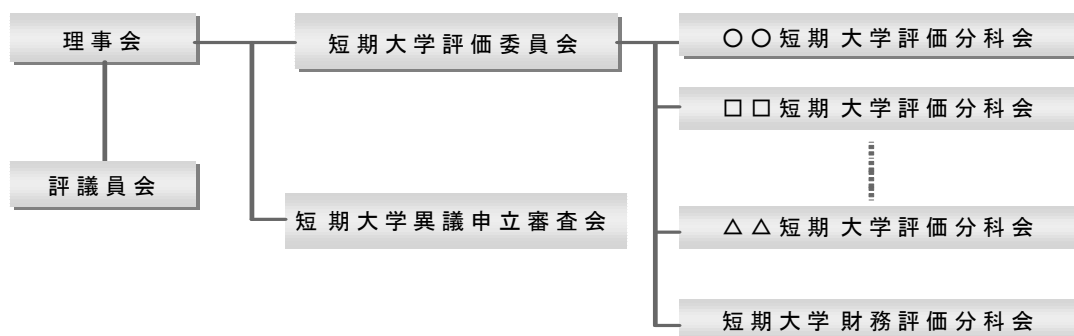 理事会
短期大学評価委員会
〇〇短期大学評価分科会
□□短期大学評価分科会
評議員会
短期大学異議申立審査会
△△短期大学評価分科会
短期大学財務評価分科会